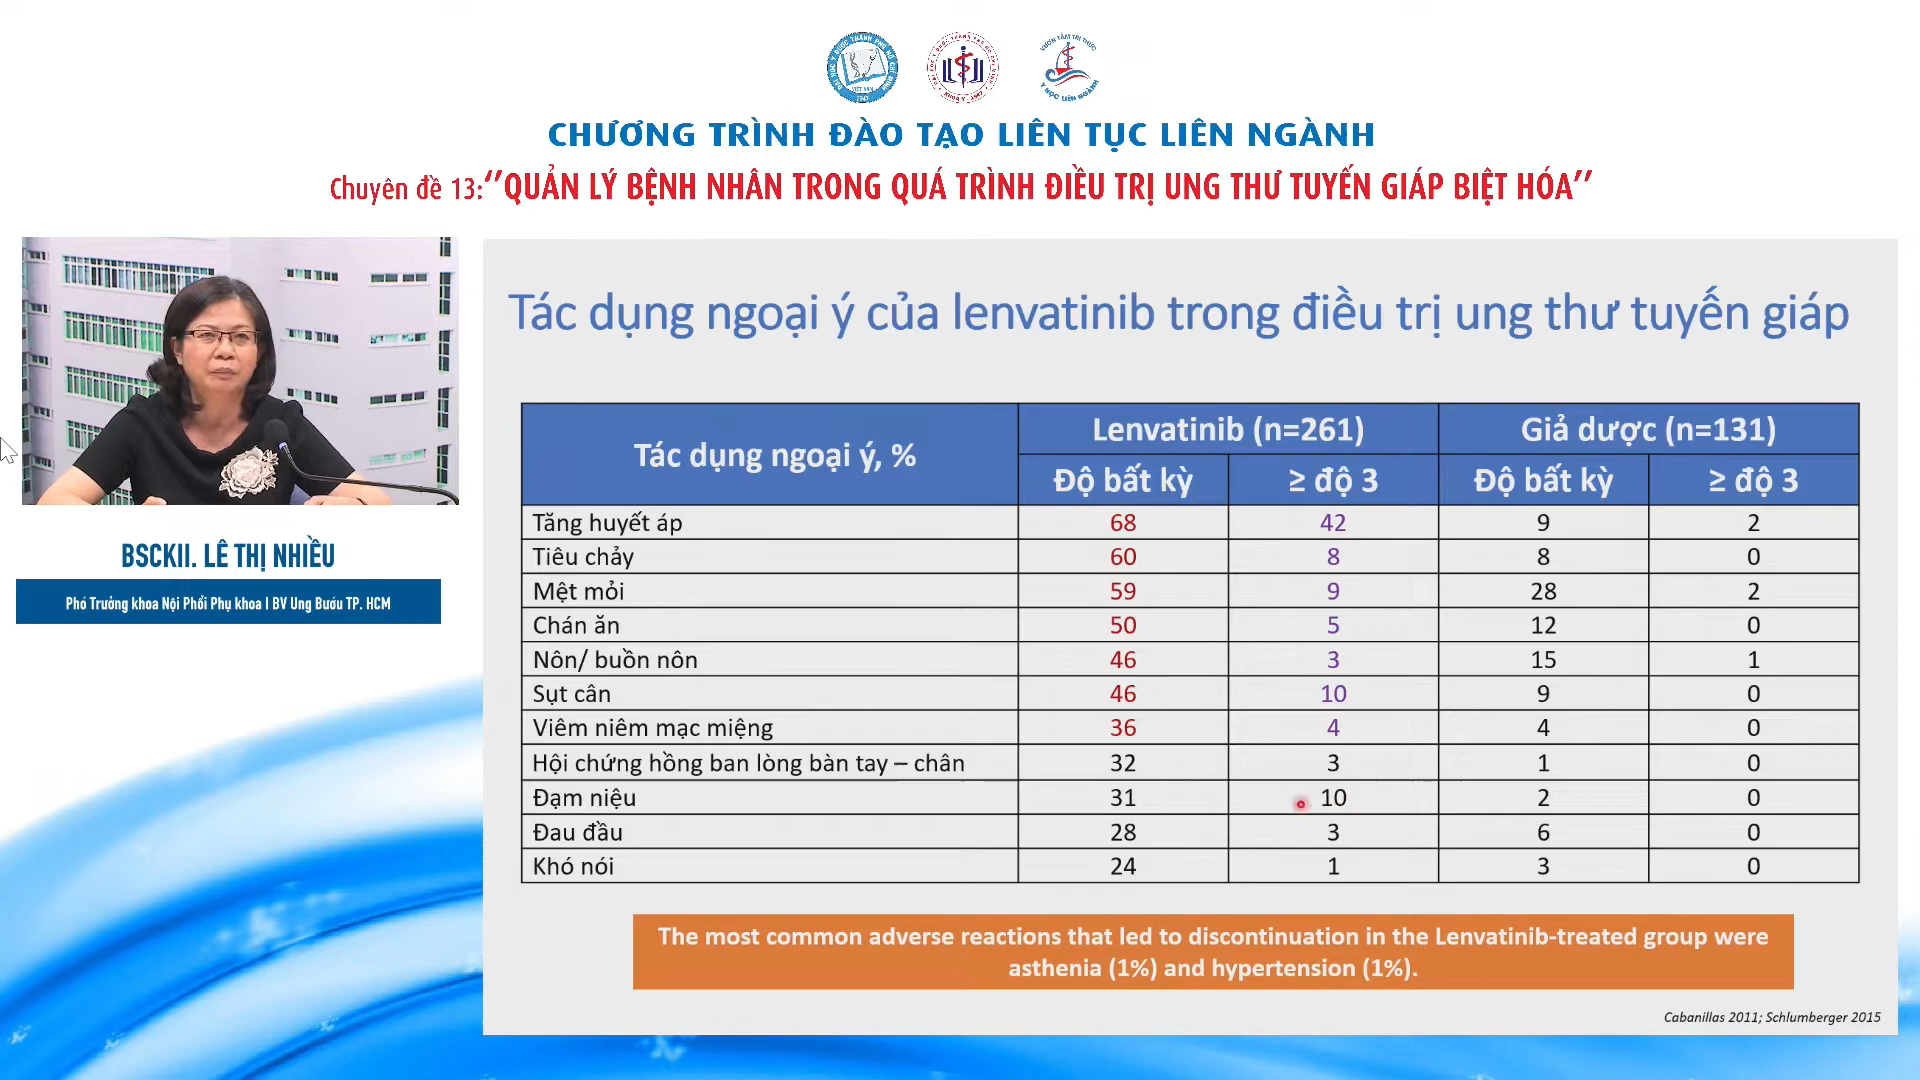 CHƯƠNG TRÌNH ĐÀO TẠO LIÊN TỤC LIÊN NGÀNH
Chuyên đề 13:‘’QUẢN LÝ BỆNH NHÂN TRONG QUÁ TRÌNH ĐIỀU TRỊ UNG THƯ TUYẾN GIÁP BIỆT HÓA’’
BSCKII. LÊ THỊ NHIỀU
Phó Trưởng khoa Nội Phổi Phụ khoa I BV Ung Bướu TP. HCM
Tác dụng ngoại ý của lenvatinib trong điều trị ung thư tuyến giáp
Tác dụng ngoại ý, % Lenvatinib (n=261) Giả dược (n=131)
Độ bất kỳ ≥ độ 3 Độ bất kỳ ≥ độ 3
Tăng huyết áp 68 42 9 2
Tiêu chảy 60 8 8 0
Mệt mỏi 59 9 28 2
Chán ăn 50 5 12 0
Nôn/ buồn nôn 46 3 15 1
Sụt cân 46 10 9 0
Viêm niêm mạc miệng 36 4 4 0
Hội chứng hồng ban lòng bàn tay – chân 32 3 1 0
Đạm niệu 31 10 2 0
Đau đầu 28 3 6 0
Khó nói 24 1 3 0
The most common adverse reactions that led to discontinuation in the Lenvatinib-treated group were
asthenia (1%) and hypertension (1%).
Cabanillas 2011; Schlumberger 2015